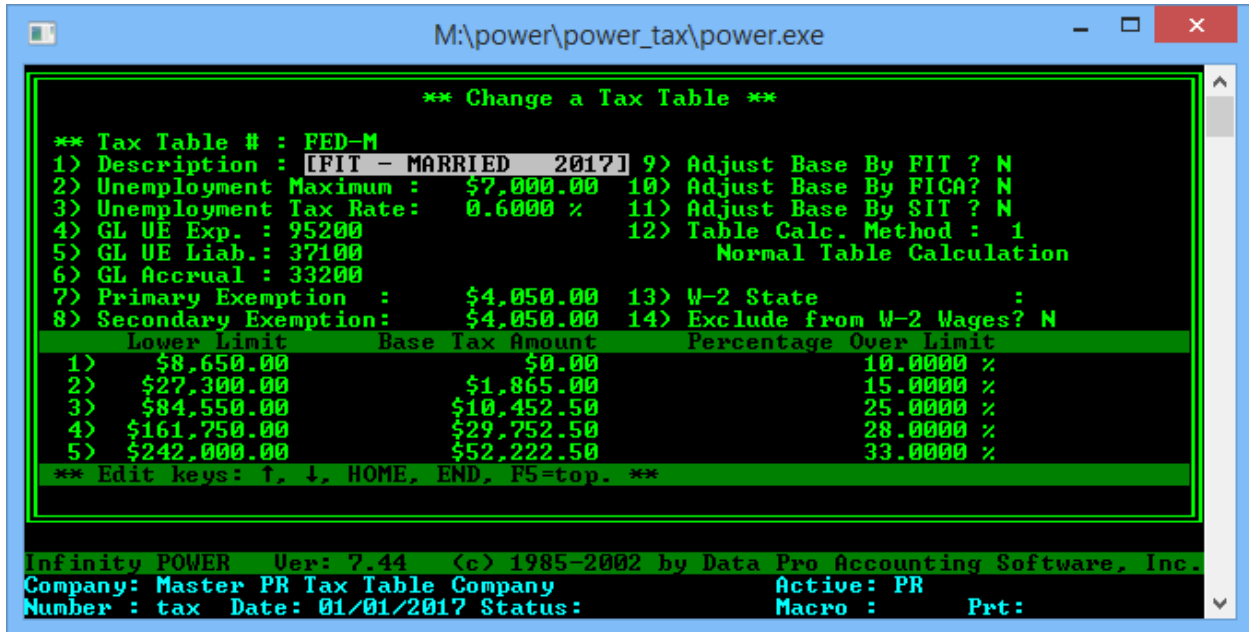 M:\power\power_tax\power.exe
** Change a Tax Table **
** Tax Table # : FED-M
1) Description : [FIT - MARRIED   2017] 9) Adjust Base By FIT ? N
2) Unemployment Maximum :   $7,000.00  10) Adjust Base By FICA? N
3) Unemployment Tax Rate:   0.6000 %   11) Adjust Base By SIT ? N
4) GL UE Exp. : 95200                  12) Table Calc. Method :  1
5) GL UE Liab.: 37100                      Normal Table Calculation
6) GL Accrual : 33200
7) Primary Exemption  :     $4,050.00  13) W-2 State            :
8) Secondary Exemption:     $4,050.00  14) Exclude from W-2 Wages? N
Lower Limit      Base Tax Amount      Percentage Over Limit
1)   $8,650.00               $0.00                 10.0000 %
2)  $27,300.00           $1,865.00                 15.0000 %
3)  $84,550.00          $10,452.50                 25.0000 %
4) $161,750.00          $29,752.50                 28.0000 %
5) $242,000.00          $52,222.50                 33.0000 %
** Edit keys: ↑, ↓, HOME, END, F5=top. **
Infinity POWER   Ver: 7.44   (c) 1985-2002 by Data Pro Accounting Software, Inc.
Company: Master PR Tax Table Company              Active: PR
Number : tax  Date: 01/01/2017 Status:            Macro :      Prt: